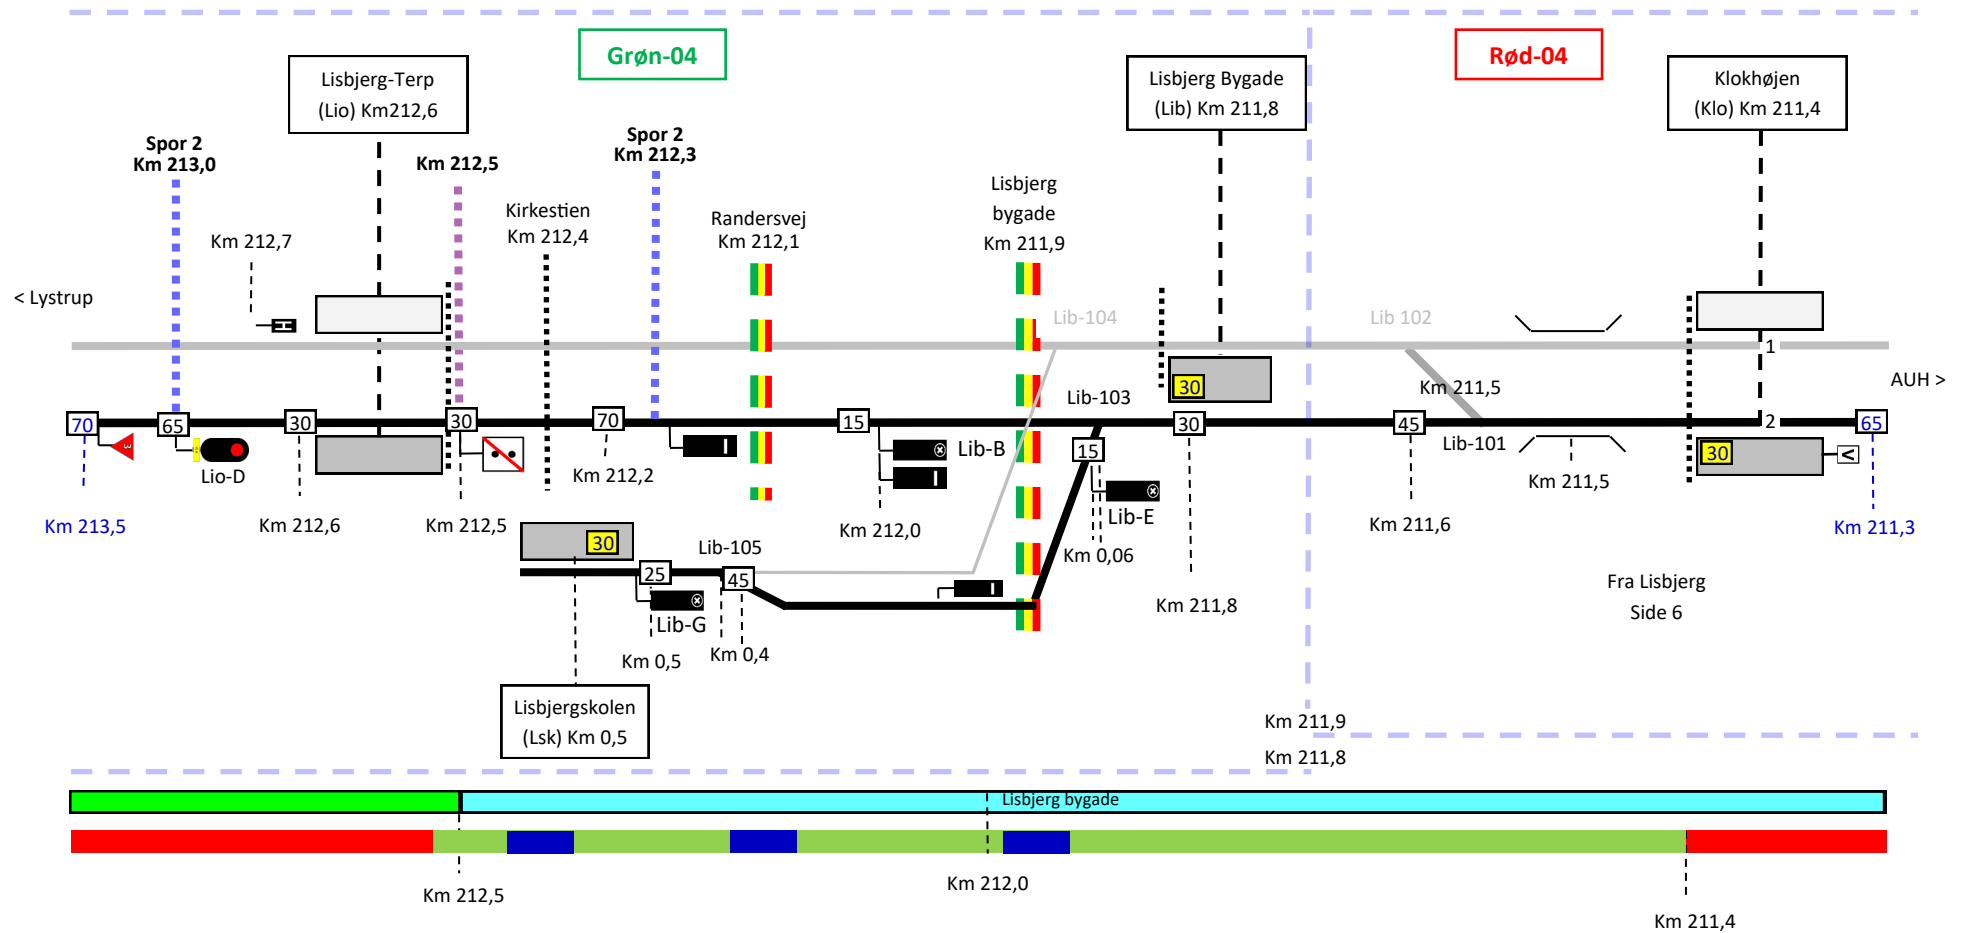 Grøn-04
Rød-04
Lisbjerg-Terp
(Lio) Km212,6
Lisbjerg Bygade
(Lib) Km 211,8
Klokhøjen
(Klo) Km 211,4
Spor 2
Km 213,0
Km 212,5
Spor 2
Km 212,3
Lisbjerg
bygade
Km 211,9
Kirkestien
Km 212,4
Randersvej
Km 212,1
Km 212,7
< Lystrup
H
Lib-104
Lib 102
1
AUH >
Km 211,5
30
Lib-103
70
65
30
30
70
15
30
45
2
65
3
Lio-D
Lib-B
15
Lib-101
30
V
Km 212,2
Km 211,5
Lib-E
Km 213,5
Km 212,6
Km 212,5
Km 212,0
Km 211,6
Km 211,3
30
Lib-105
Km 0,06
25
45
Fra Lisbjerg
Side 6
Km 211,8
Lib-G
Km 0,5
Km 0,4
Lisbjergskolen
(Lsk) Km 0,5
Km 211,9
Km 211,8
Lisbjerg bygade
Km 212,5
Km 212,0
Km 211,4